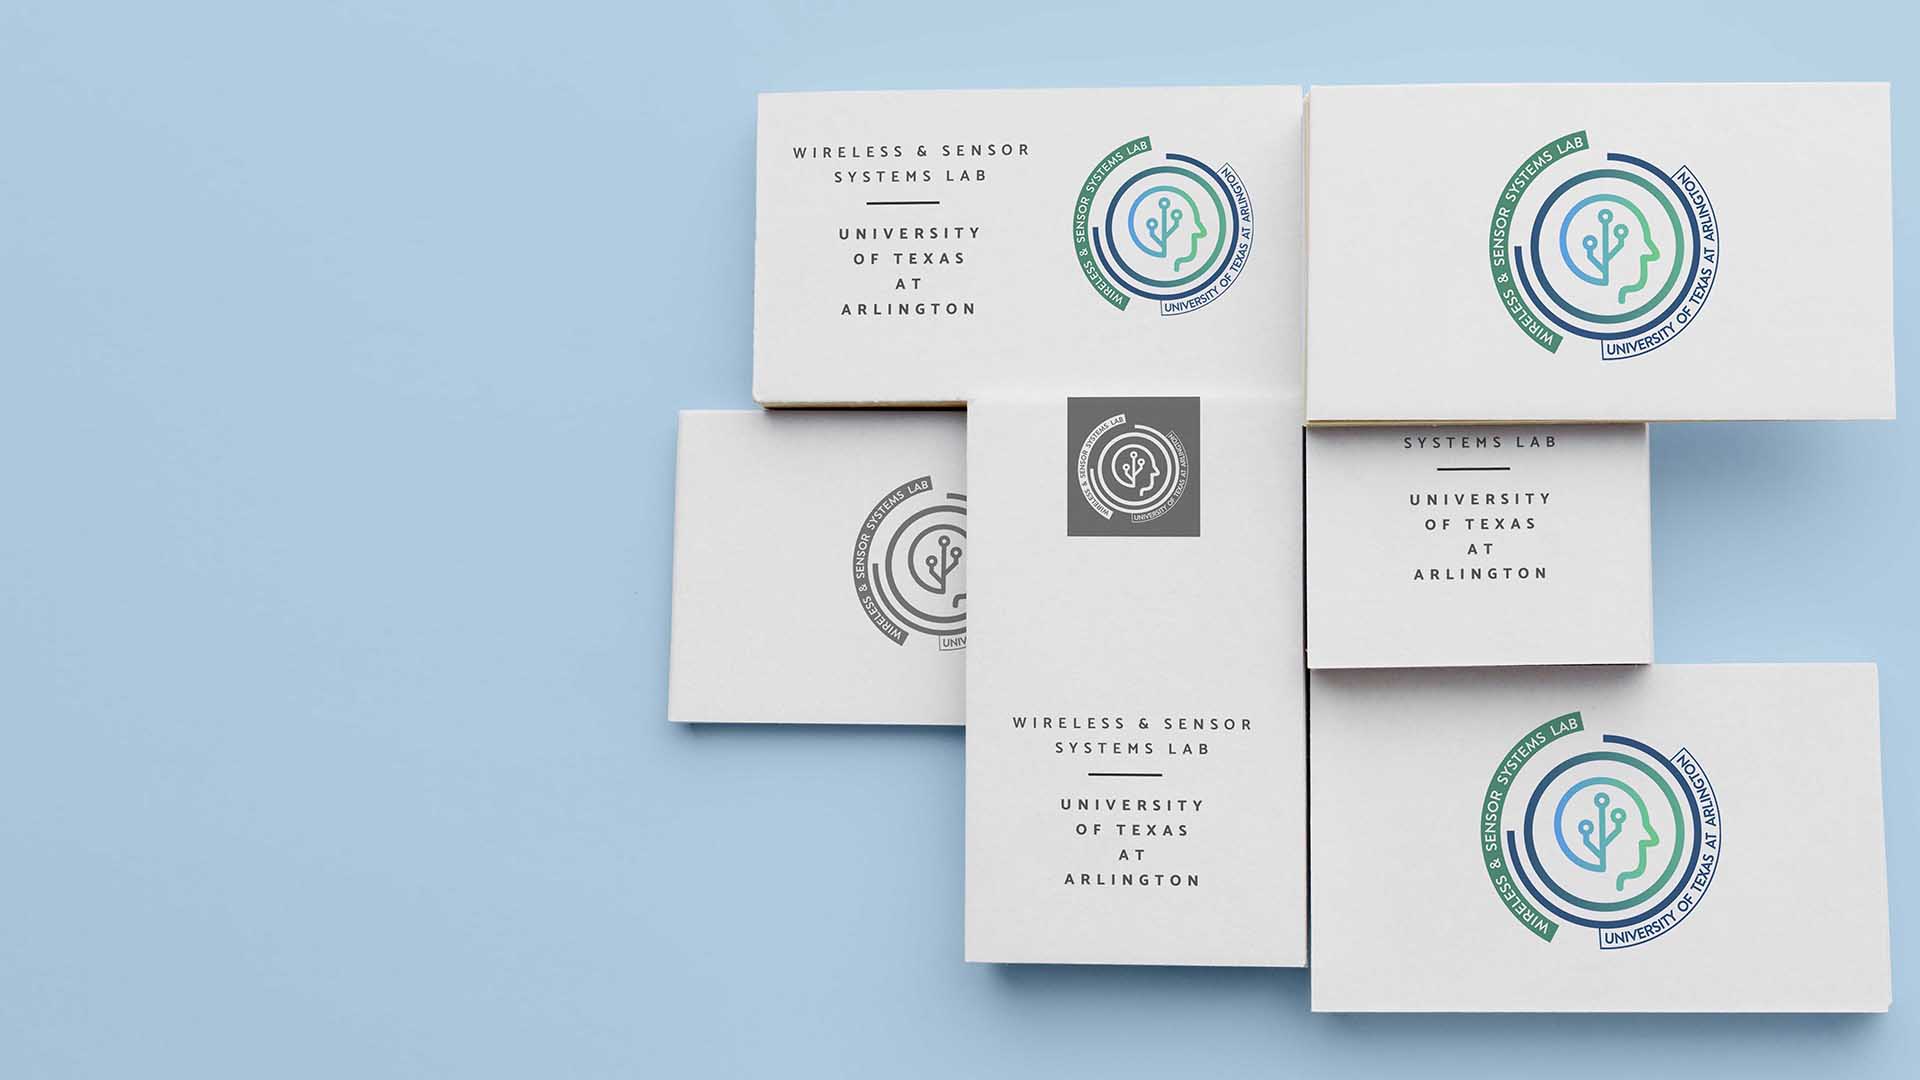 WIRELESS & SENSOR
SYSTEMS LAB
UNIVERSITY
OF TEXAS
AT
ARLINGTON
WIRELESS & SENSOR SYSTEMS LAB
UNIVERSITY OF TEXAS AT ARLINGTON
WIRELESS & SENSOR SYSTEMS LAB
UNIVERSITY OF TEXAS AT ARLINGTON
WIRELESS & SENSOR SYSTEMS LAB
UNIV
WIRELESS & SENSOR SYSTEMS LAB
UNIVERSITY OF TEXAS AT ARLINGTON
WIRELESS & SENSOR
SYSTEMS LAB
UNIVERSITY
OF TEXAS
AT
ARLINGTON
SYSTEMS LAB
UNIVERSITY
OF TEXAS
AT
ARLINGTON
WIRELESS & SENSOR SYSTEMS LAB
UNIVERSITY OF TEXAS AT ARLINGTON